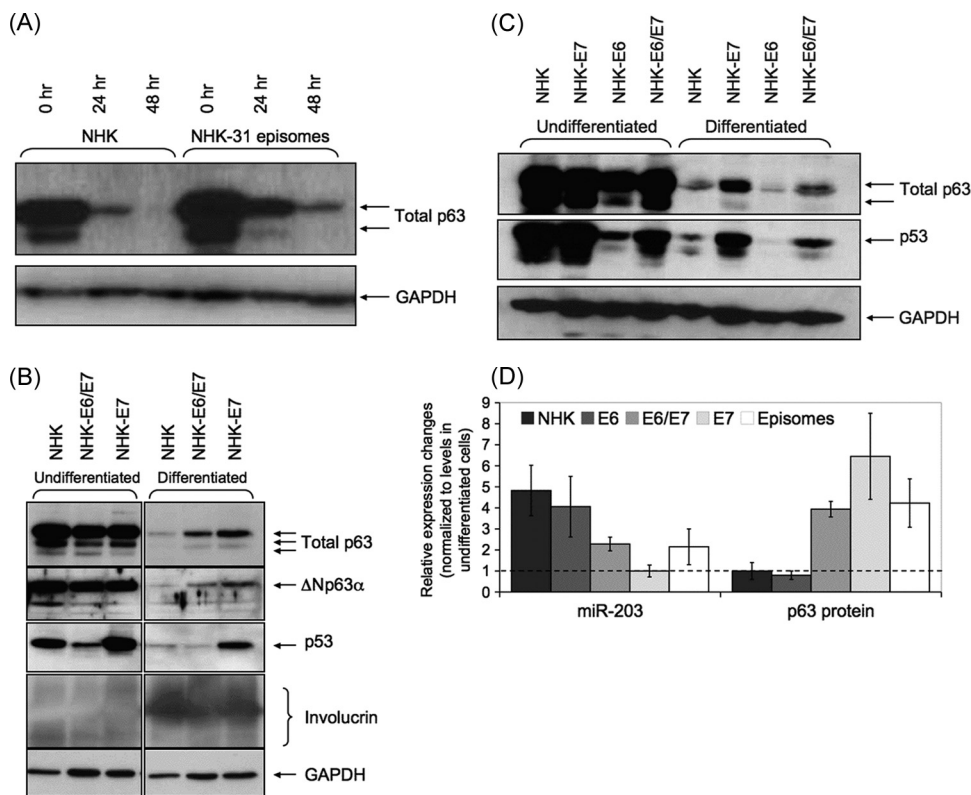 (A)
0 hr
24 hr
48 hr
0 hr
24 hr
48 hr
NHK
NHK-31 episomes
Total p63
GAPDH
(B)
NHK
NHK-E6/E7
NHK-E7
NHK
NHK-E6/E7
NHK-E7
Undifferentiated
Differentiated
Total p63
ΔNp63α
p53
Involucrin
GAPDH
(C)
NHK
NHK-E7
NHK-E6
NHK-E6/E7
NHK
NHK-E7
NHK-E6
NHK-E6/E7
Undifferentiated
Differentiated
Total p63
p53
GAPDH
(D)
Relative expression changes
(normalized to levels in
undifferentiated cells)
9
8
7
6
5
4
3
2
1
0
NHK E6 E6/E7 E7 Episomes
miR-203
p63 protein